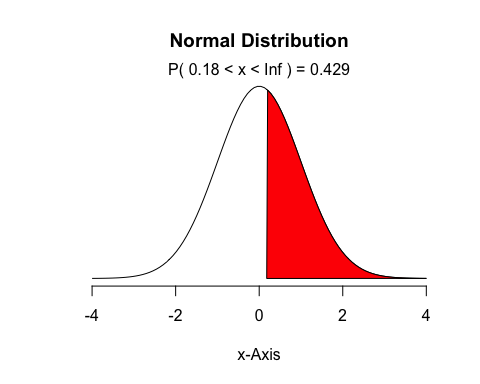 Normal Distribution
P( 0.18 < x < Inf ) = 0.429
-4 -2 0 2 4
x-Axis